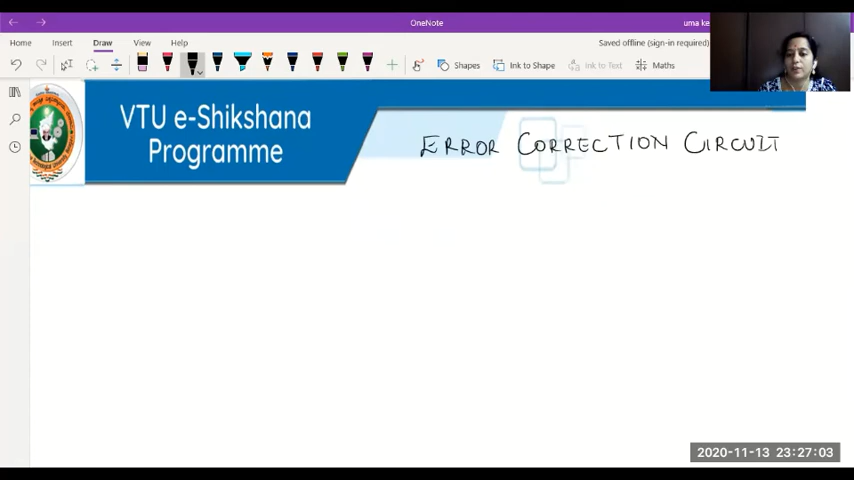 OneNote
uma ke
Home Insert Draw View Help
Saved offline (sign-in required)
Shapes Ink to Shape Ink to Text Maths
VTU e-Shikshana
Programme
ERROR CORRECTION CIRCUIT
2020-11-13 23:27:03